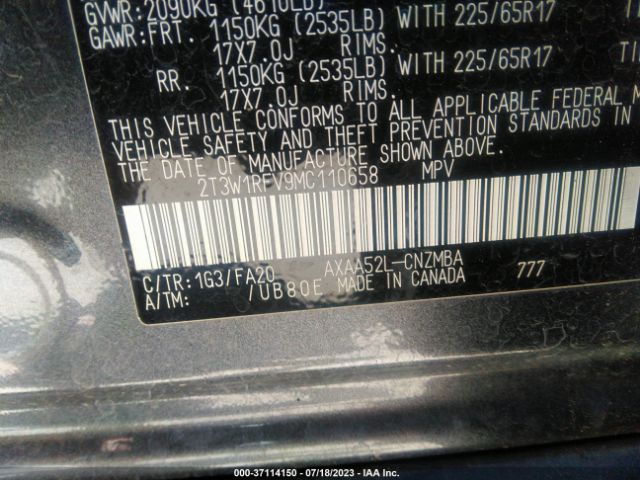 GVWR:2090KG (4610LB)
GAWR:FRT. 1150KG (2535LB) WITH 225/65R17
17X7.0J RIMS.
RR. 1150KG (2535LB) WITH 225/65R17
17X7.0J RIMS.
THIS VEHICLE CONFORMS TO ALL APPLICABLE FEDERAL M
VEHICLE SAFETY AND THEFT PREVENTION STANDARDS IN
THE DATE OF MANUFACTURE SHOWN ABOVE.
2T3W1RFV9MC110658 MPV
C/TR: 1G3/FA20 AXAA52L-CNZMBA 777
A/TM: /UB80E MADE IN CANADA
000-37114150 | 07/18/2023 | IAA Inc.